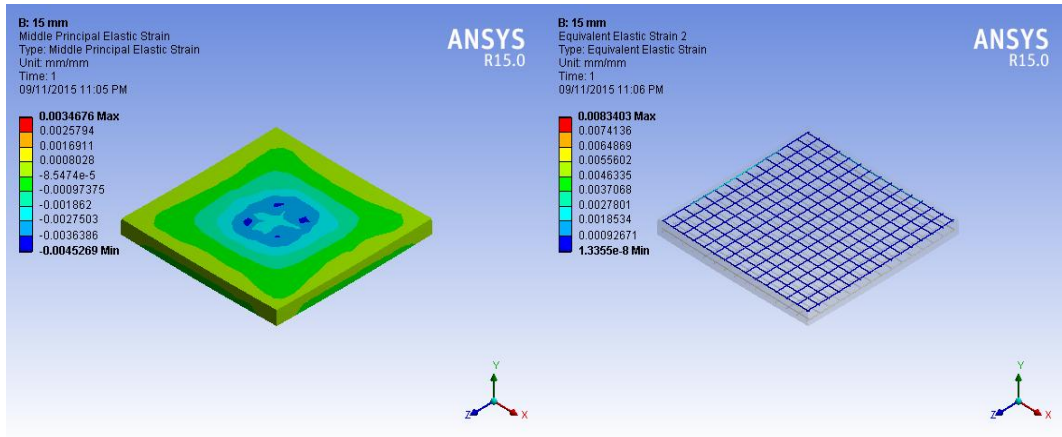 B: 15 mm
Middle Principal Elastic Strain
Type: Middle Principal Elastic Strain
Unit: mm/mm
Time: 1
09/11/2015 11:05 PM
ANSYS
R15.0
0.0034676 Max
0.0025794
0.0016911
0.0008028
-8.5474e-5
-0.00097375
-0.001862
-0.0027503
-0.0036386
-0.0045269 Min
Y
Z
X
B: 15 mm
Equivalent Elastic Strain 2
Type: Equivalent Elastic Strain
Unit: mm/mm
Time: 1
09/11/2015 11:06 PM
ANSYS
R15.0
0.0083403 Max
0.0074136
0.0064869
0.0055602
0.0046335
0.0037068
0.0027801
0.0018534
0.00092671
1.3355e-8 Min
Y
Z
X